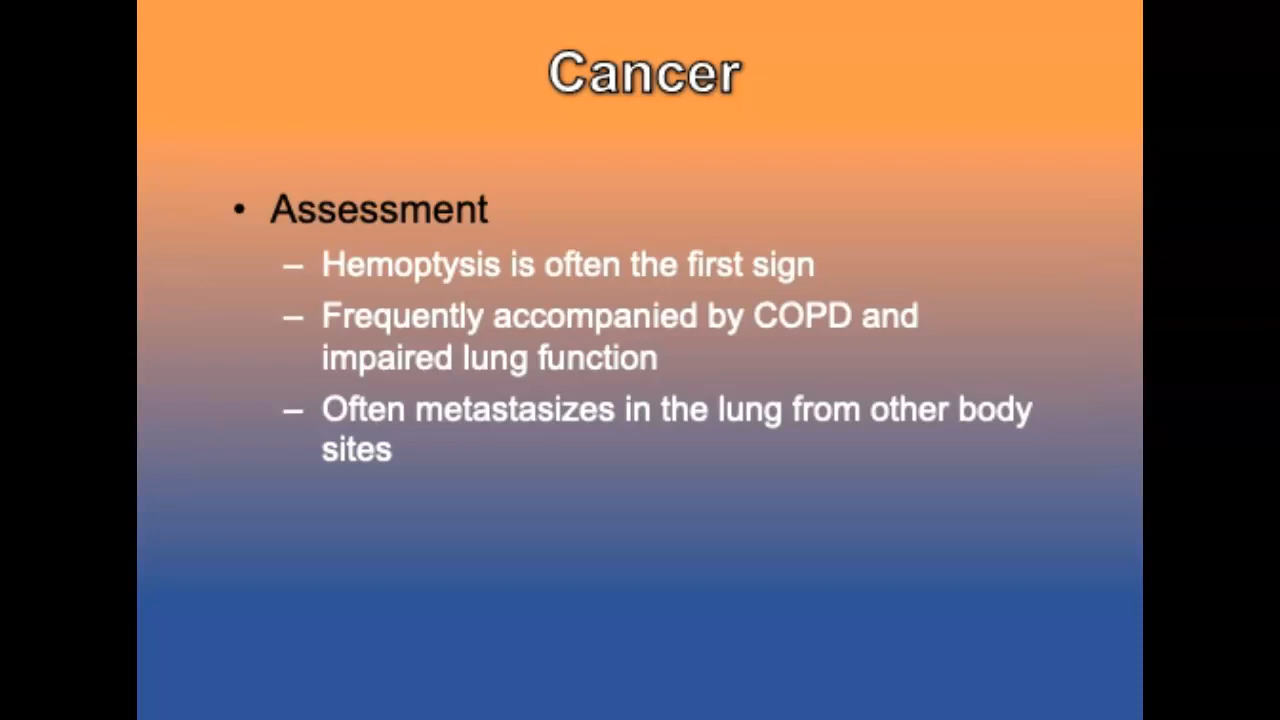 Cancer
• Assessment
– Hemoptysis is often the first sign
– Frequently accompanied by COPD and
impaired lung function
– Often metastasizes in the lung from other body
sites